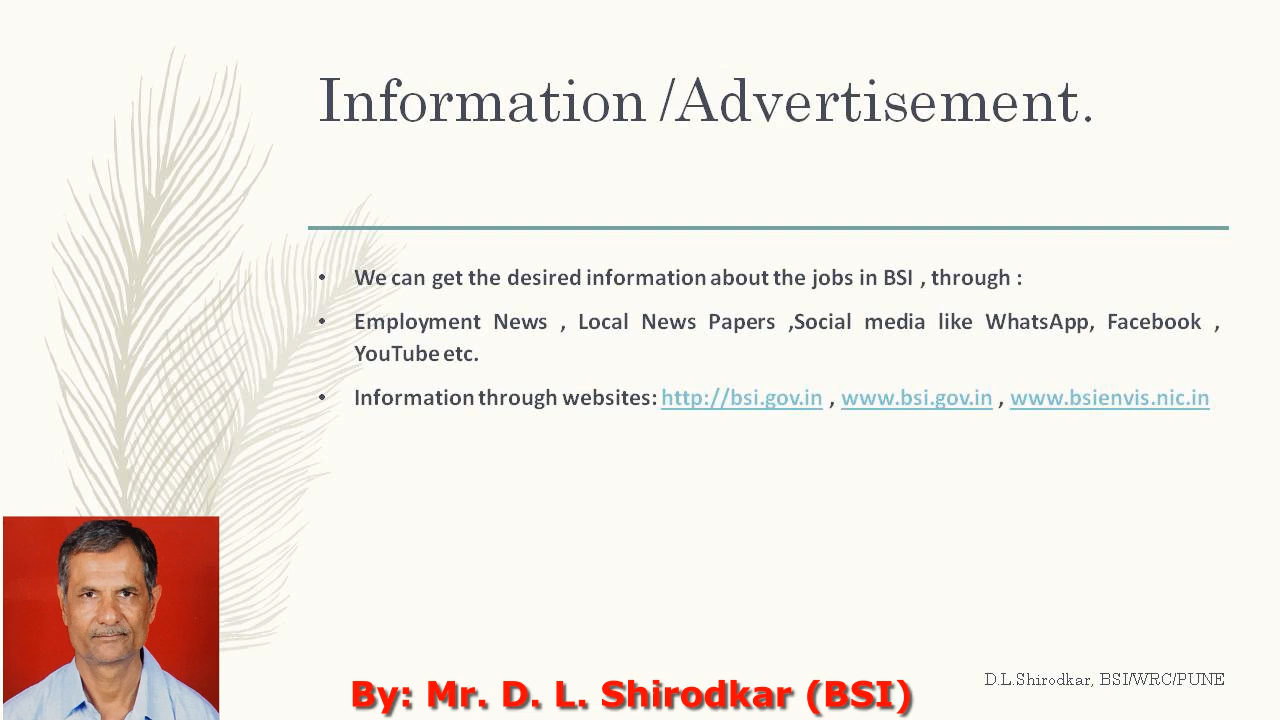 Information /Advertisement.
• We can get the desired information about the jobs in BSI , through :
• Employment News , Local News Papers ,Social media like WhatsApp, Facebook ,
YouTube etc.
• Information through websites: http://bsi.gov.in , www.bsi.gov.in , www.bsienvis.nic.in
D.L.Shirodkar, BSI/WRC/PUNE
By: Mr. D. L. Shirodkar (BSI)